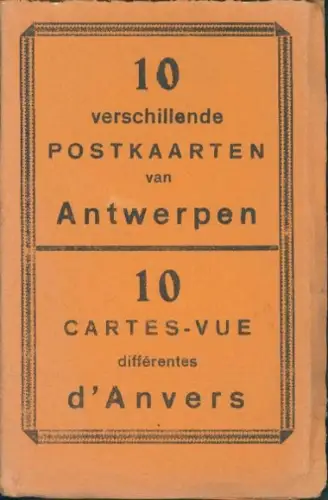 10
verschillende
POSTKAARTEN
van
Antwerpen
10
CARTES-VUE
différentes
d'Anvers